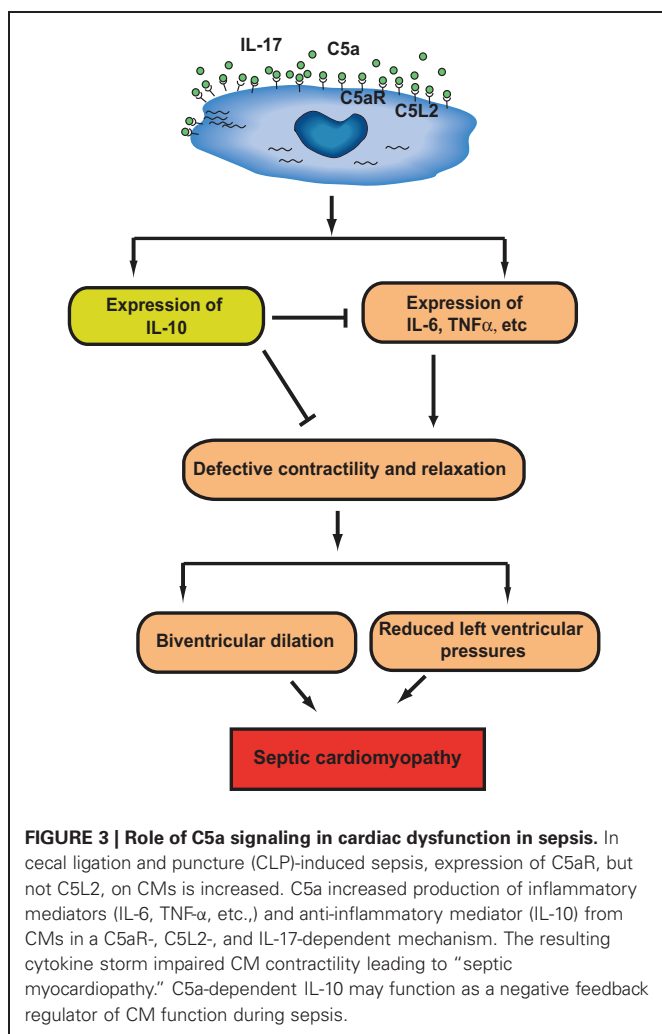 IL-17
C5a
C5aR
C5L2
Expression of
IL-10
Expression of
IL-6, TNFα, etc
Defective contractility and relaxation
Biventricular dilation
Reduced left ventricular
pressures
Septic cardiomyopathy
FIGURE 3 | Role of C5a signaling in cardiac dysfunction in sepsis. In
cecal ligation and puncture (CLP)-induced sepsis, expression of C5aR, but
not C5L2, on CMs is increased. C5a increased production of inflammatory
mediators (IL-6, TNF-α, etc.,) and anti-inflammatory mediator (IL-10) from
CMs in a C5aR-, C5L2-, and IL-17-dependent mechanism. The resulting
cytokine storm impaired CM contractility leading to “septic
myocardiopathy.” C5a-dependent IL-10 may function as a negative feedback
regulator of CM function during sepsis.